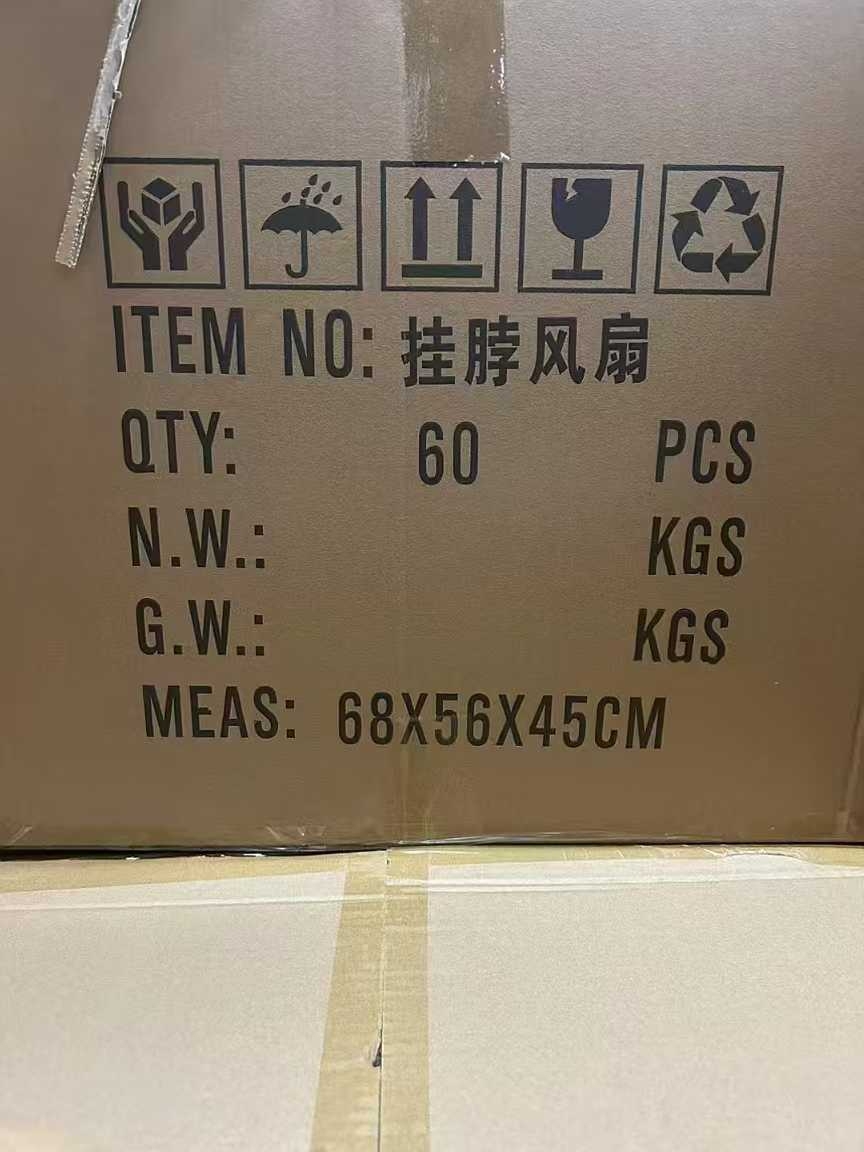 ITEM NO: 挂脖风扇
QTY: 60 PCS
N.W.: KGS
G.W.: KGS
MEAS: 68X56X45CM